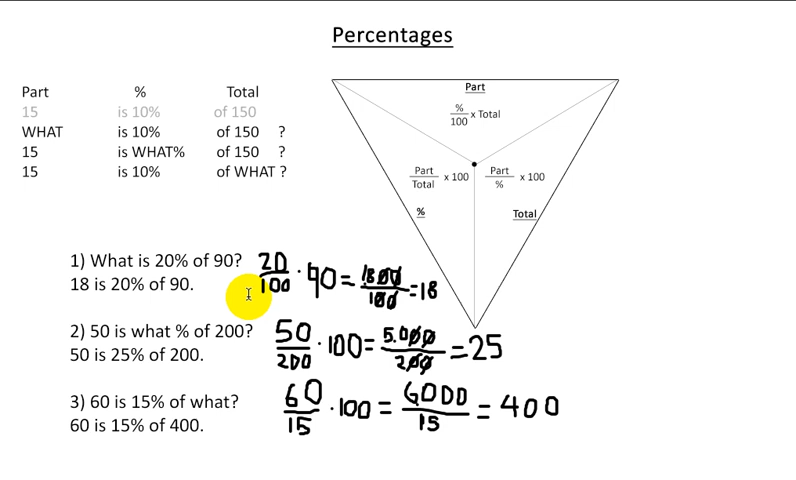 Percentages
Part % Total
15 is 10% of 150
WHAT is 10% of 150 ?
15 is WHAT% of 150 ?
15 is 10% of WHAT ?
Part
%/100 x Total
Part/Total x 100
Part/% x 100
%
Total
1) What is 20% of 90? 20/100 · 90 = 1800/100 = 18
18 is 20% of 90.
2) 50 is what % of 200? 50/200 · 100 = 5.000/200 = 25
50 is 25% of 200.
3) 60 is 15% of what? 60/15 · 100 = 6000/15 = 400
60 is 15% of 400.